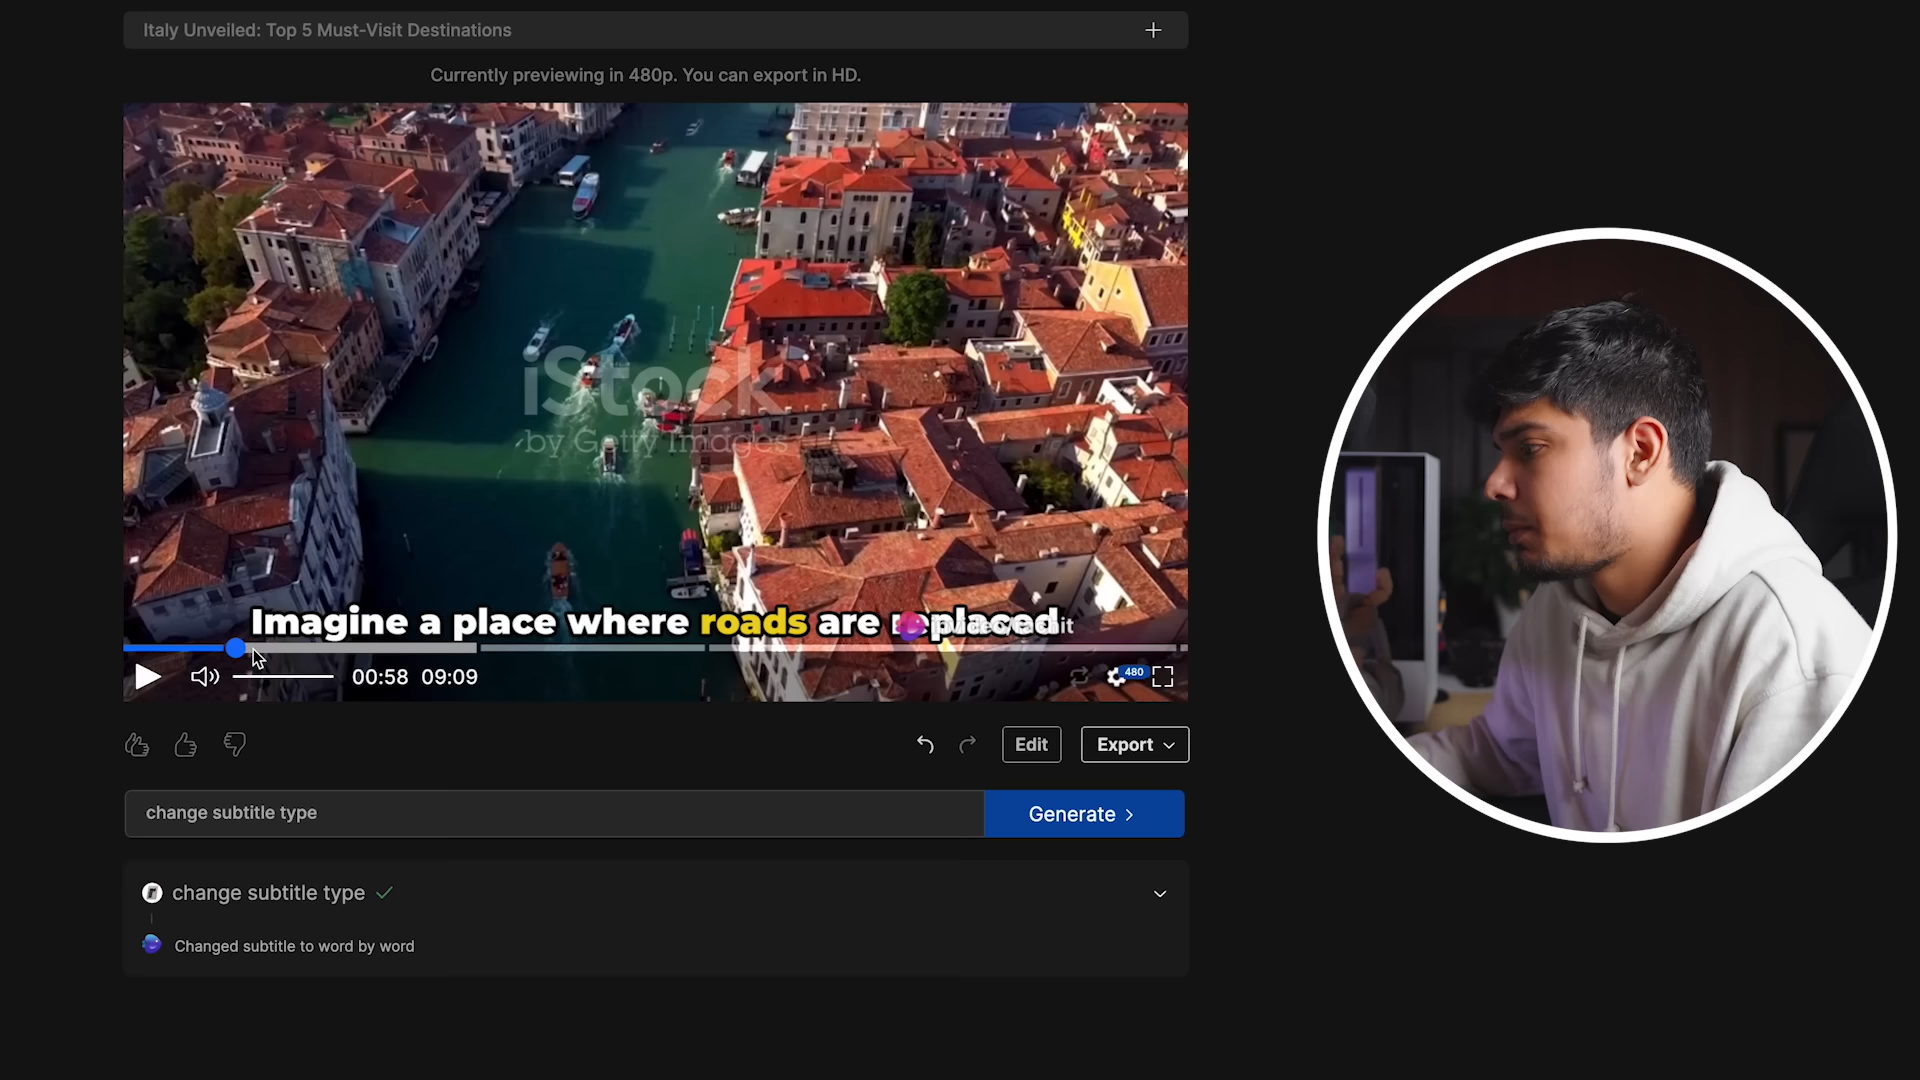 Italy Unveiled: Top 5 Must-Visit Destinations
Currently previewing in 480p. You can export in HD.
iStock
by Getty Images
Imagine a place where roads are replaced
00:58 09:09
480
Edit
Export
change subtitle type
Generate
change subtitle type
Changed subtitle to word by word